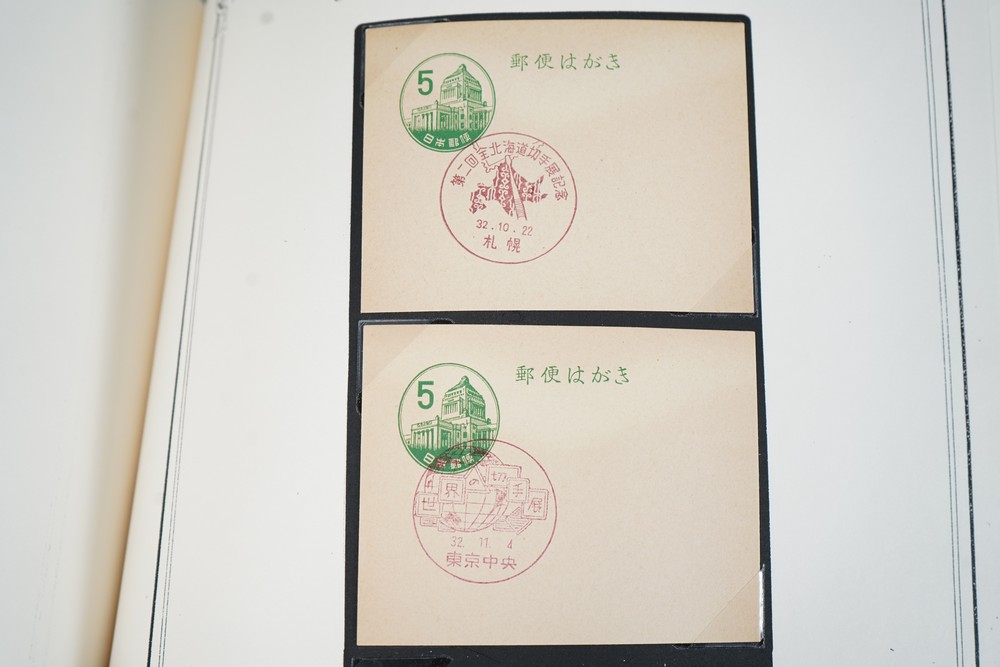 郵便はがき
5
日本郵便
第二回全北海道切手展記念
32.10.22
札幌
郵便はがき
5
日本郵便
世界の切手展
32. 11. 4
東京中央